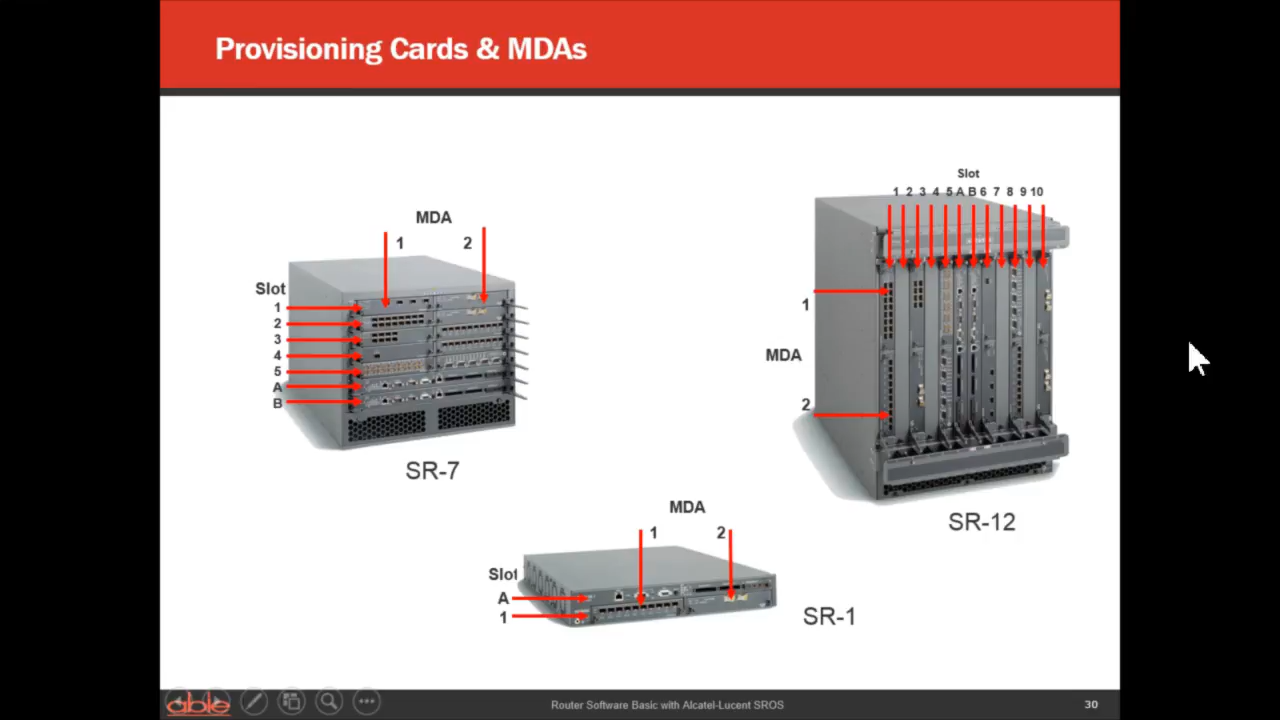 Provisioning Cards & MDAs
MDA
1 2
Slot
1
2
3
4
5
A
B
SR-7
Slot
1 2 3 4 5 A B 6 7 8 9 10
1
MDA
2
SR-12
MDA
1 2
Slot
A
1
SR-1
able
Router Software Basic with Alcatel-Lucent SROS
30